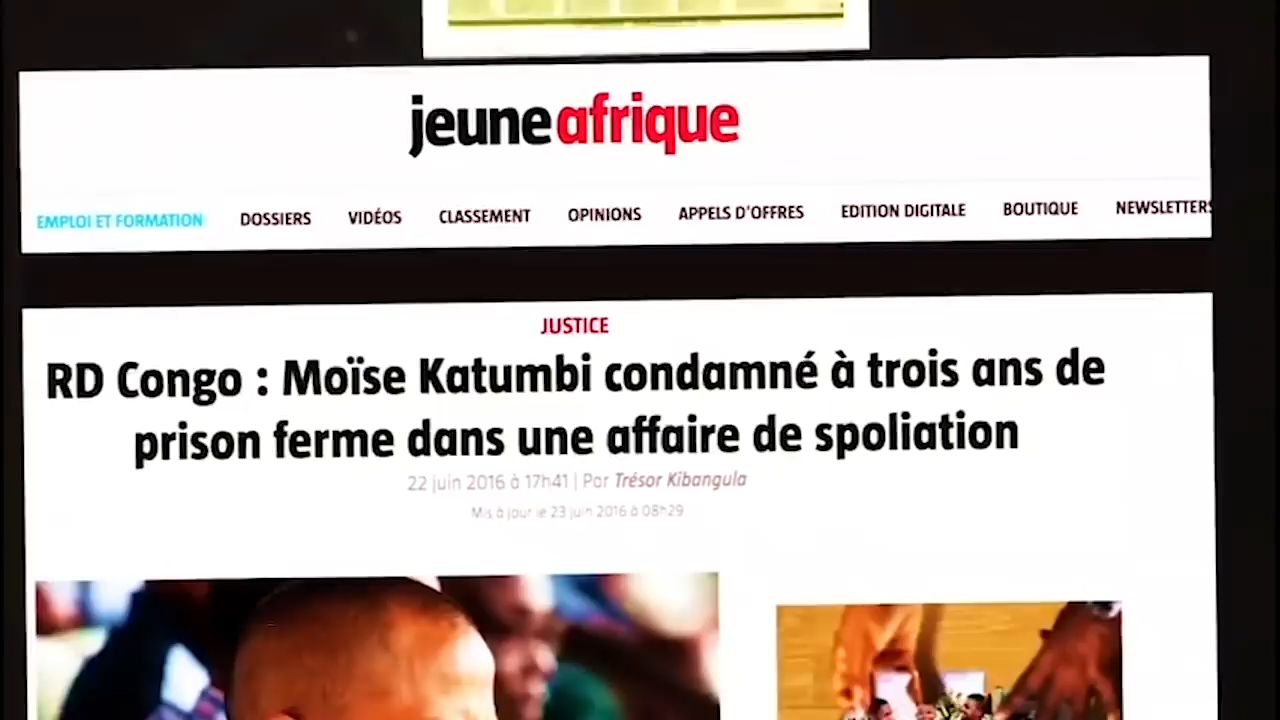 jeuneafrique
EMPLOI ET FORMATION DOSSIERS VIDÉOS CLASSEMENT OPINIONS APPELS D'OFFRES EDITION DIGITALE BOUTIQUE NEWSLETTERS
JUSTICE
RD Congo : Moïse Katumbi condamné à trois ans de
prison ferme dans une affaire de spoliation
22 juin 2016 à 17h41 | Par Trésor Kibangula
Mis à jour le 23 juin 2016 à 08h29